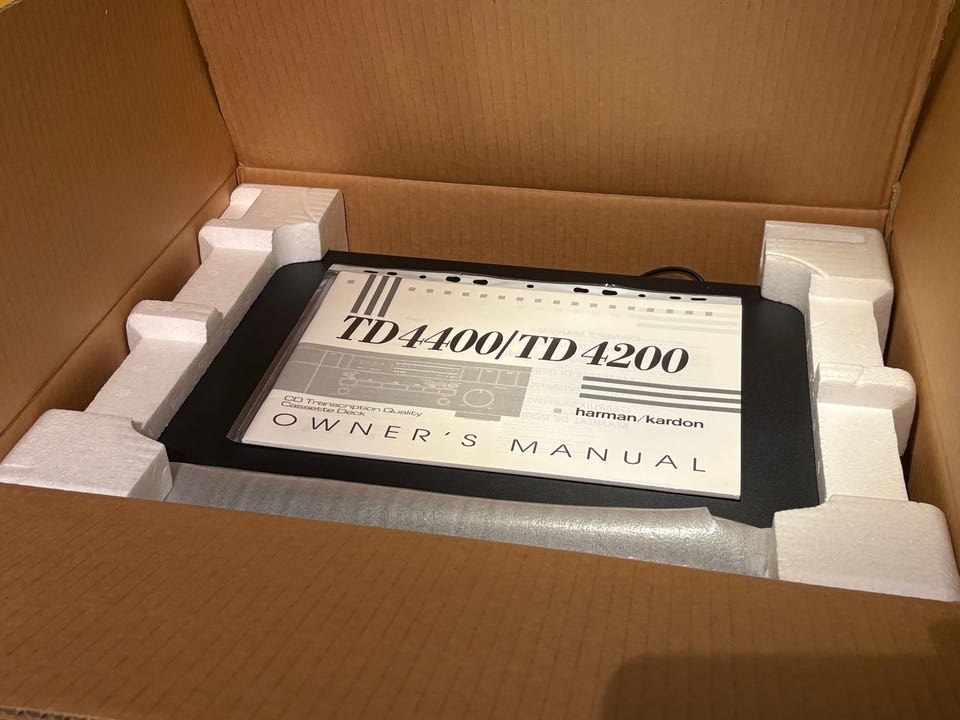 TD4400/TD4200
CD Transcription Quality
Cassette Deck
harman/kardon
OWNER'S MANUAL